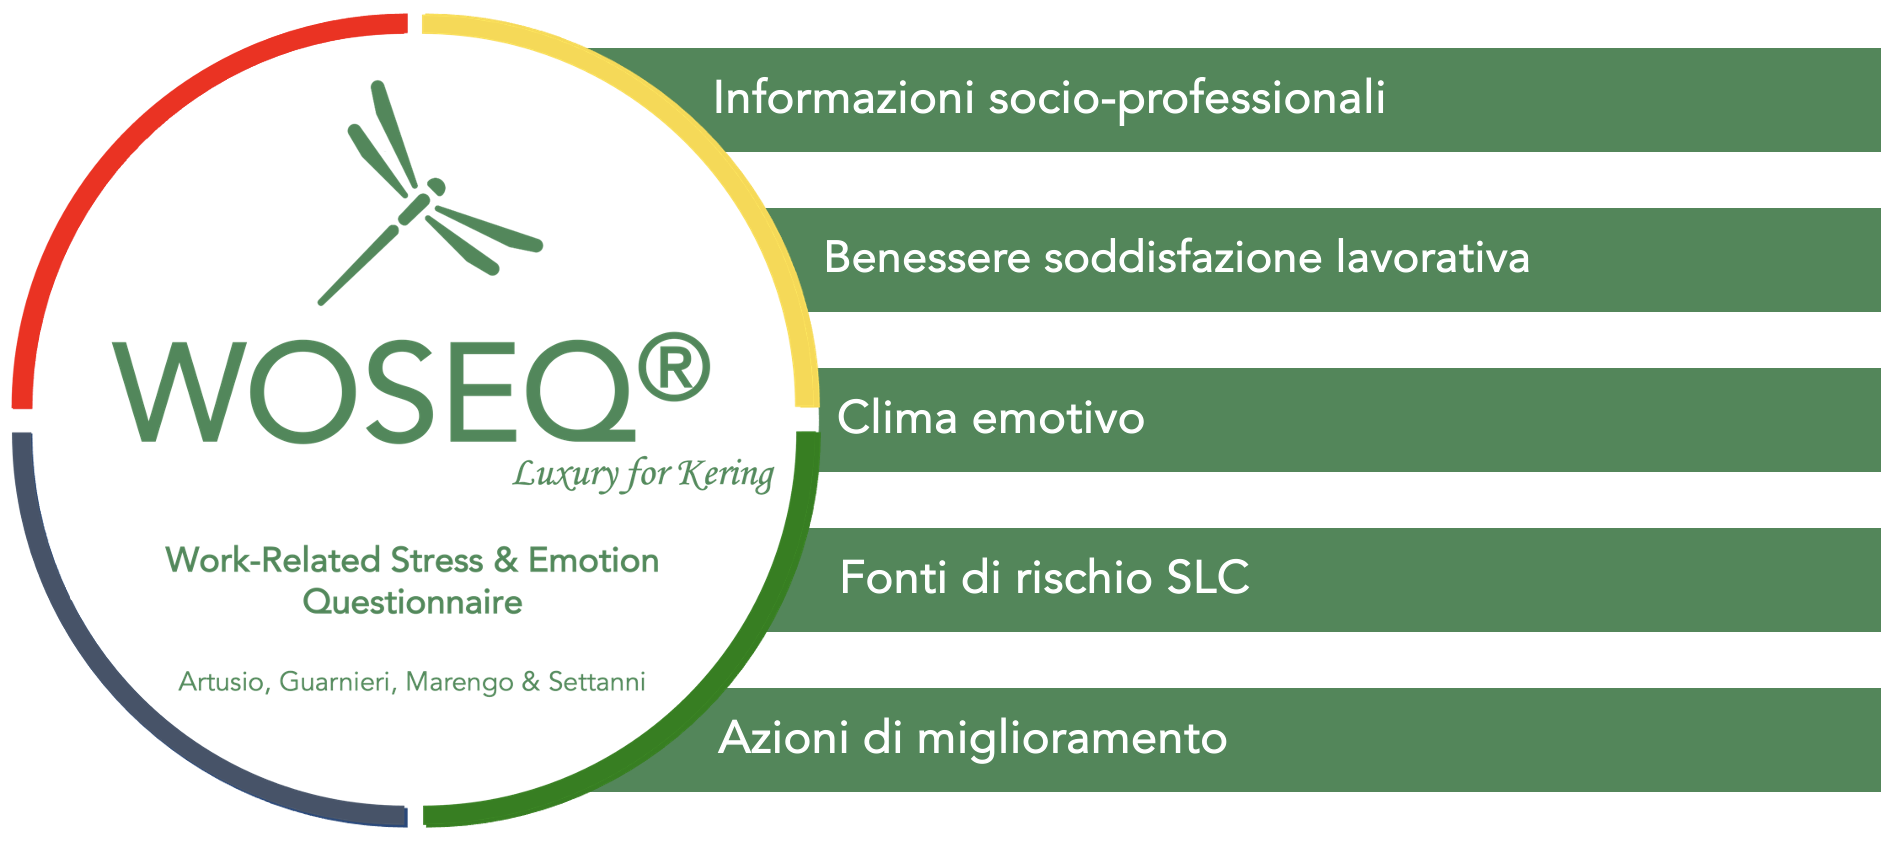 WOSEQ®
Luxury for Kering
Work-Related Stress & Emotion
Questionnaire
Artusio, Guarnieri, Marengo & Settanni
Informazioni socio-professionali
Benessere soddisfazione lavorativa
Clima emotivo
Fonti di rischio SLC
Azioni di miglioramento